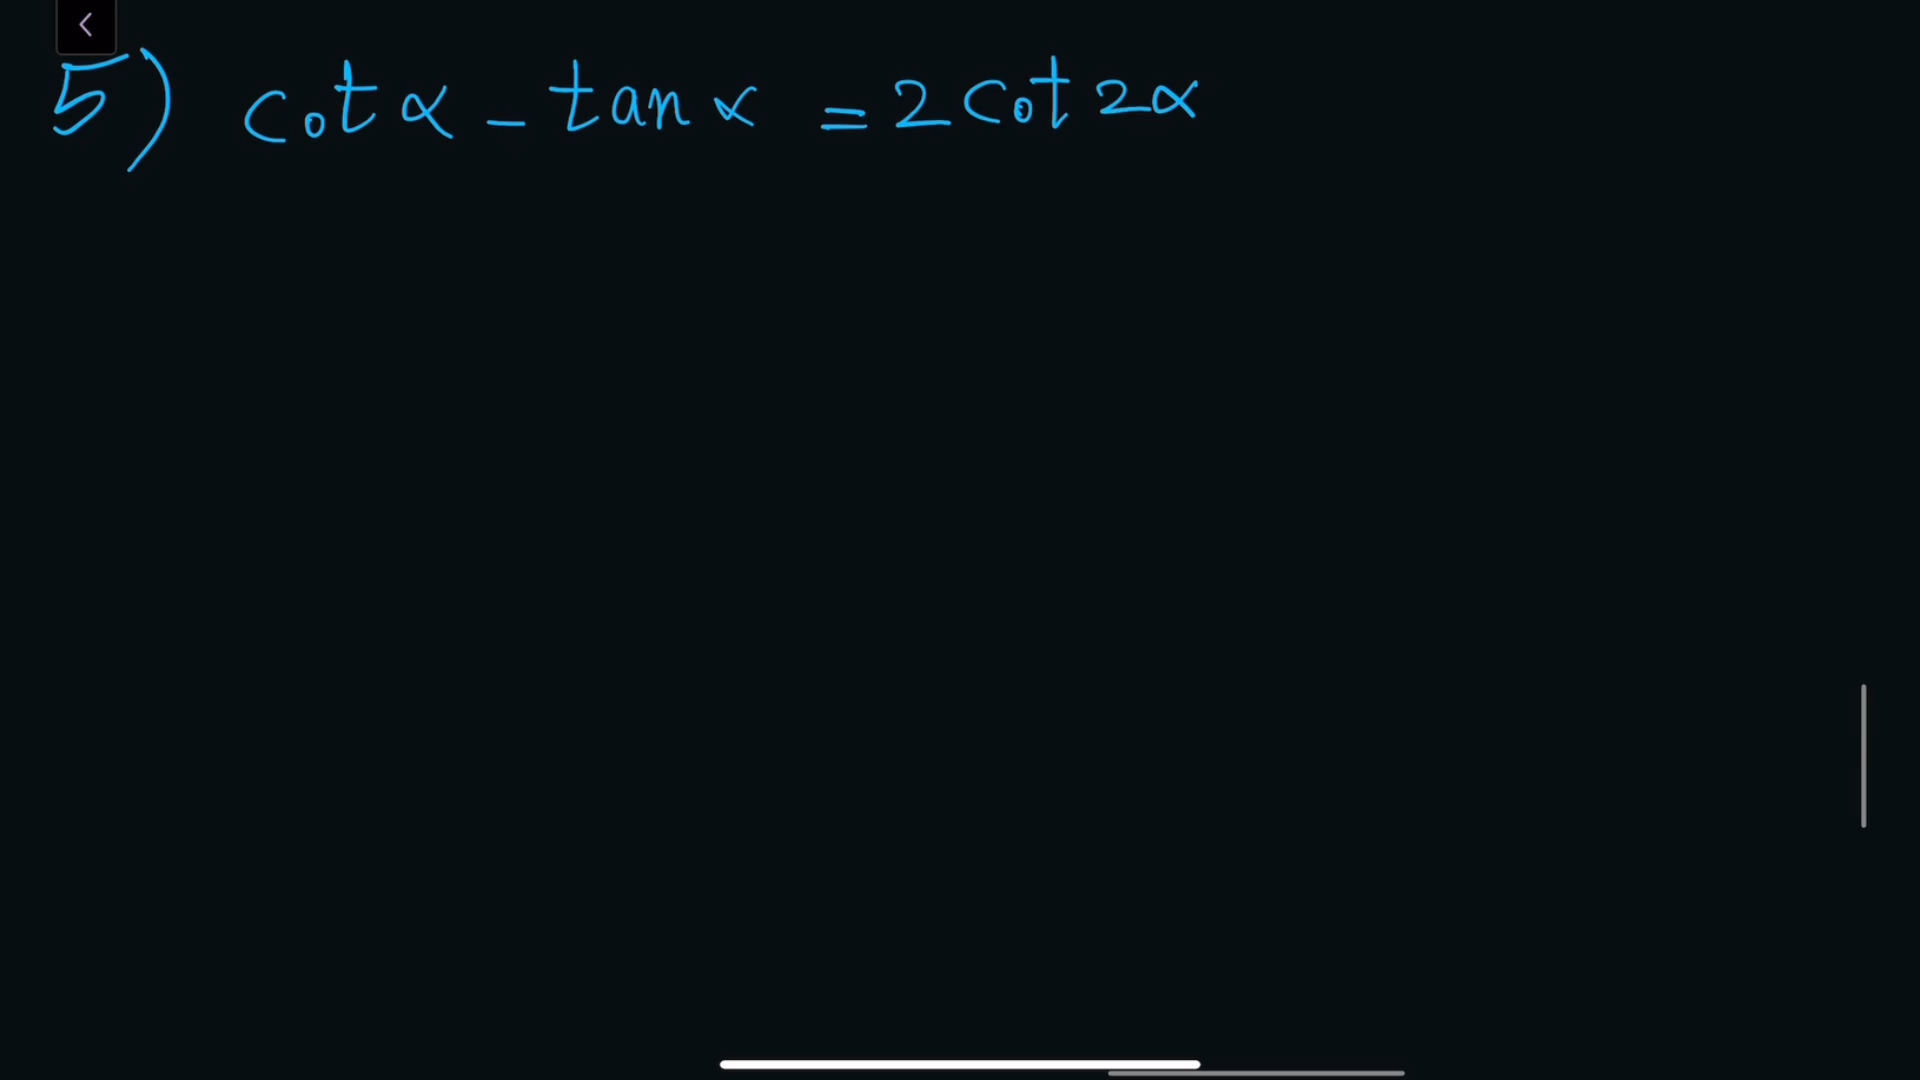 5) cot α - tan α = 2 cot 2α